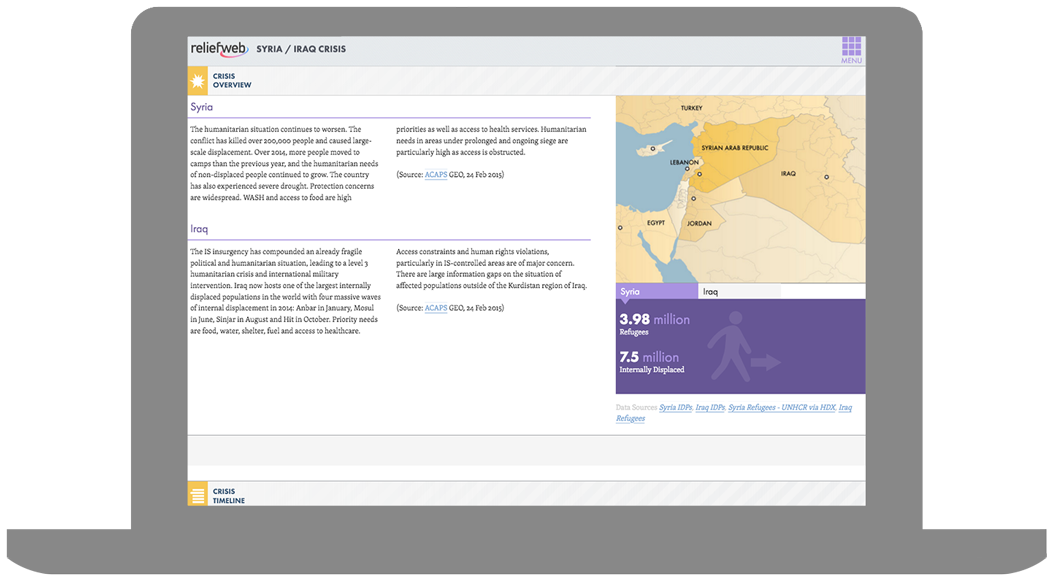 reliefweb SYRIA / IRAQ CRISIS
MENU
CRISIS
OVERVIEW
Syria
The humanitarian situation continues to worsen. The
conflict has killed over 200,000 people and caused large-
scale displacement. Over 2014, more people moved to
camps than the previous year, and the humanitarian needs
of non-displaced people continued to grow. The country
has also experienced severe drought. Protection concerns
are widespread. WASH and access to food are high
priorities as well as access to health services. Humanitarian
needs in areas under prolonged and ongoing siege are
particularly high as access is obstructed.
(Source: ACAPS GEO, 24 Feb 2015)
Iraq
The IS insurgency has compounded an already fragile
political and humanitarian situation, leading to a level 3
humanitarian crisis and international military
intervention. Iraq now hosts one of the largest internally
displaced populations in the world with four massive waves
of internal displacement in 2014: Anbar in January, Mosul
in June, Sinjar in August and Hit in October. Priority needs
are food, water, shelter, fuel and access to healthcare.
Access constraints and human rights violations,
particularly in IS-controlled areas are of major concern.
There are large information gaps on the situation of
affected populations outside of the Kurdistan region of Iraq.
(Source: ACAPS GEO, 24 Feb 2015)
TURKEY
SYRIAN ARAB REPUBLIC
LEBANON
IRAQ
EGYPT
JORDAN
Syria Iraq
3.98 million
Refugees
7.5 million
Internally Displaced
Data Sources Syria IDPs, Iraq IDPs, Syria Refugees - UNHCR via HDX, Iraq
Refugees
CRISIS
TIMELINE